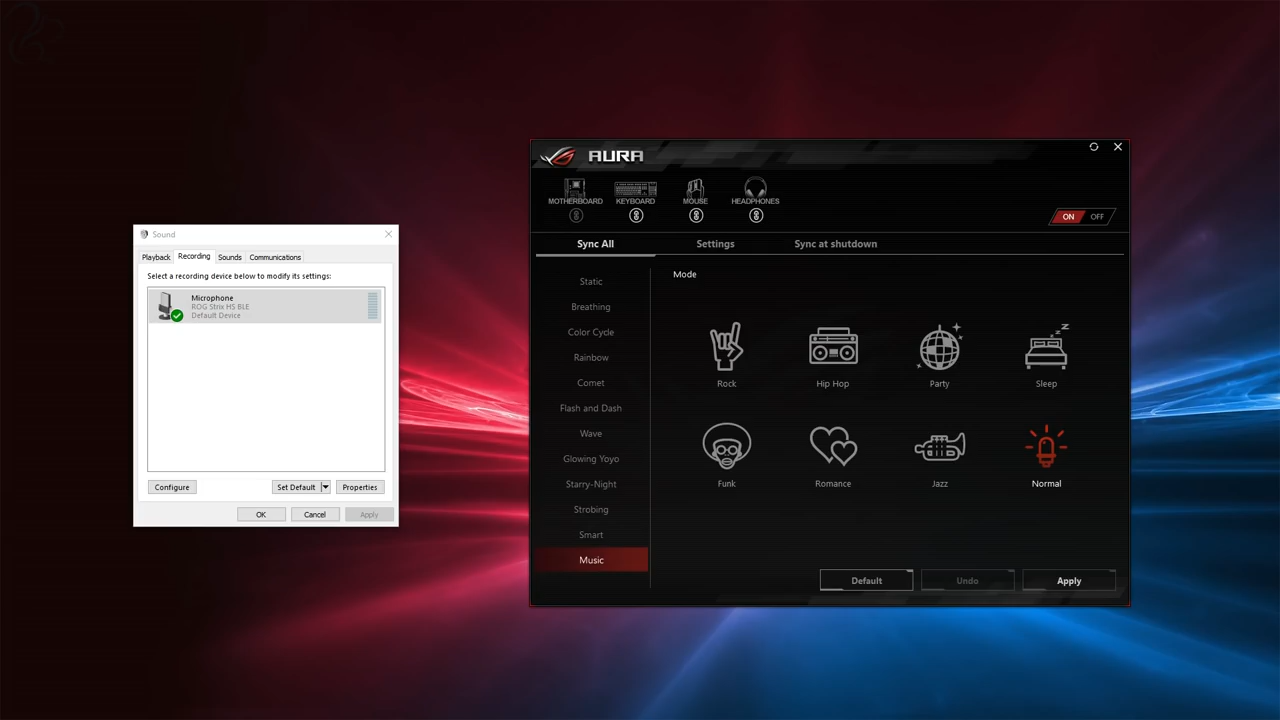 Sound
Playback Recording Sounds Communications
Select a recording device below to modify its settings:
Microphone
ROG Strix HS BLE
Default Device
Configure Set Default Properties
OK Cancel Apply
AURA
MOTHERBOARD KEYBOARD MOUSE HEADPHONES
ON OFF
Sync All Settings Sync at shutdown
Static
Breathing
Color Cycle
Rainbow
Comet
Flash and Dash
Wave
Glowing Yoyo
Starry-Night
Strobing
Smart
Music
Mode
Rock Hip Hop Party Sleep
Funk Romance Jazz Normal
Default Undo Apply